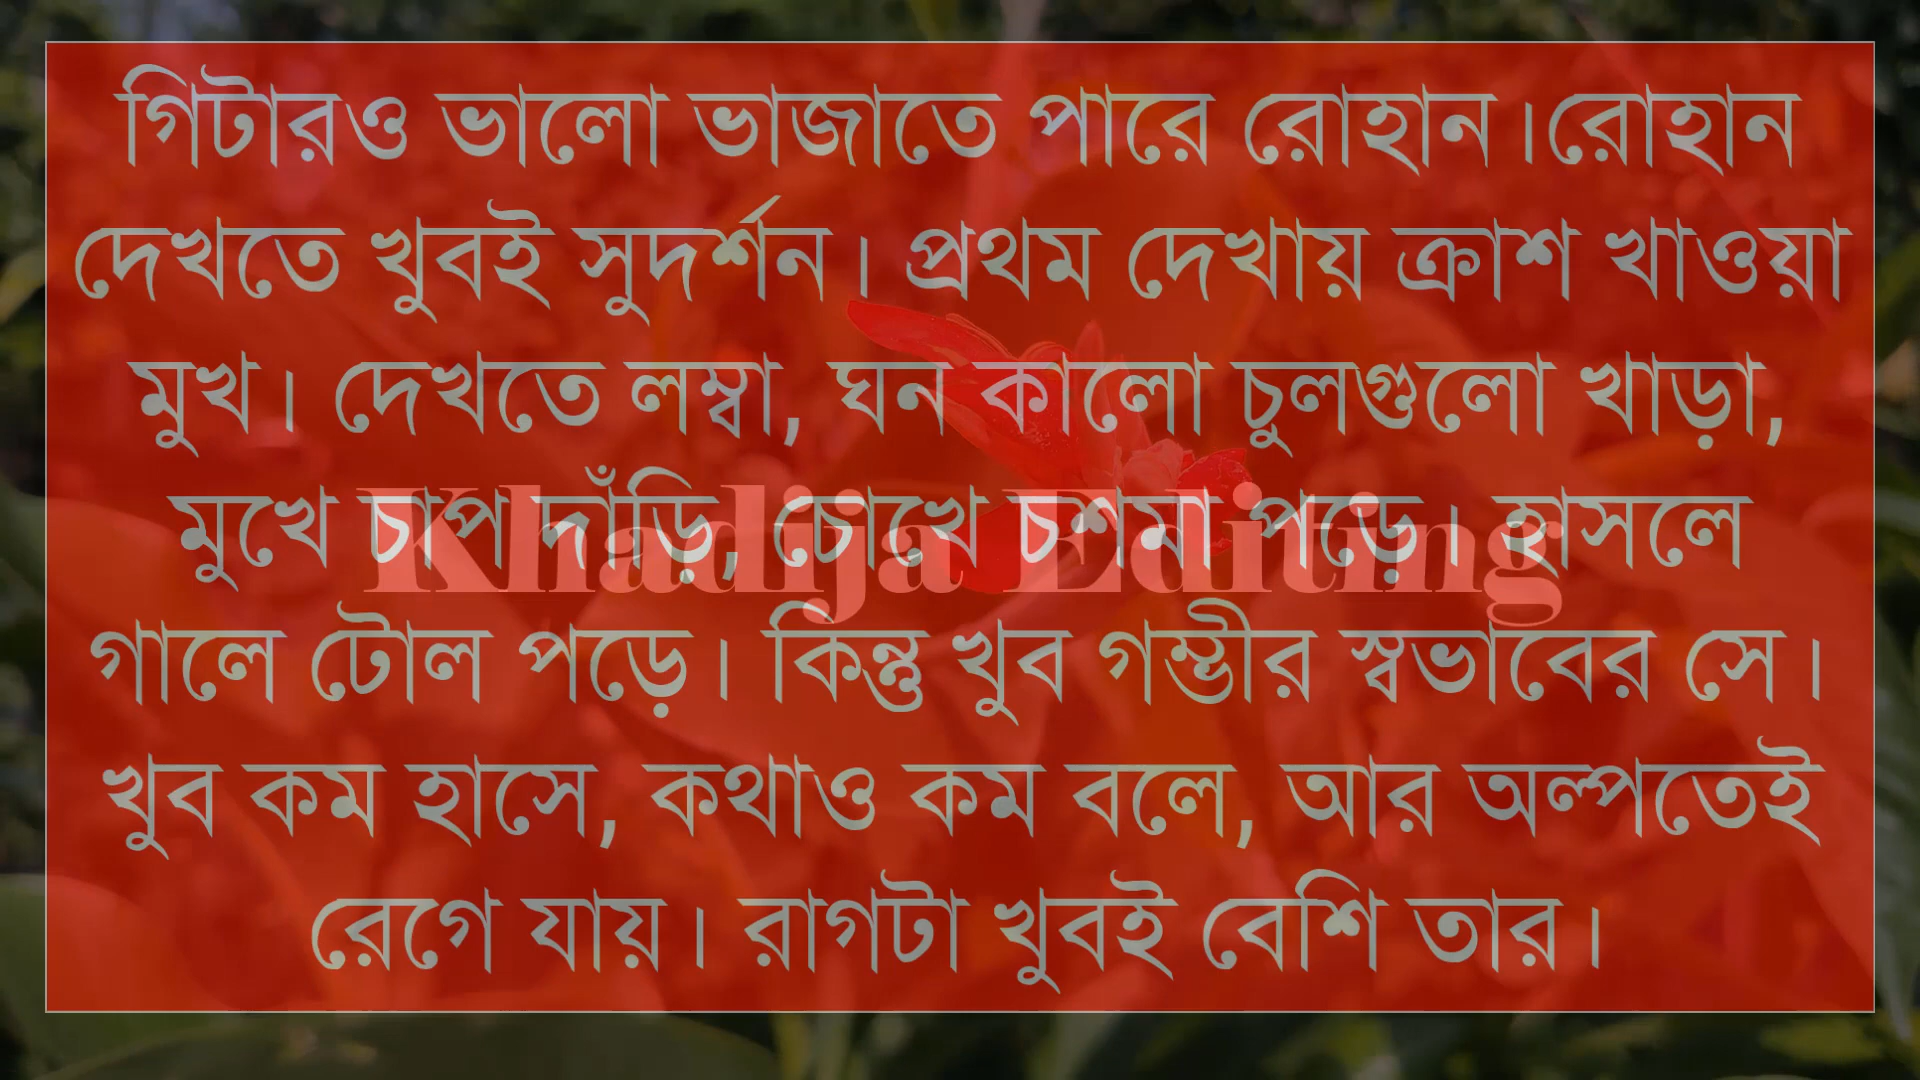 গিটারও ভালো ভাজাতে পারে রোহান।রোহান
দেখতে খুবই সুদর্শন। প্রথম দেখায় ক্রাশ খাওয়া
মুখ। দেখতে লম্বা, ঘন কালো চুলগুলো খাড়া,
মুখে চাপ দাঁড়ি, চোখে চশমা পড়ে। হাসলে
Khadija Editing
গালে টোল পড়ে। কিন্তু খুব গম্ভীর স্বভাবের সে।
খুব কম হাসে, কথাও কম বলে, আর অল্পতেই
রেগে যায়। রাগটা খুবই বেশি তার।